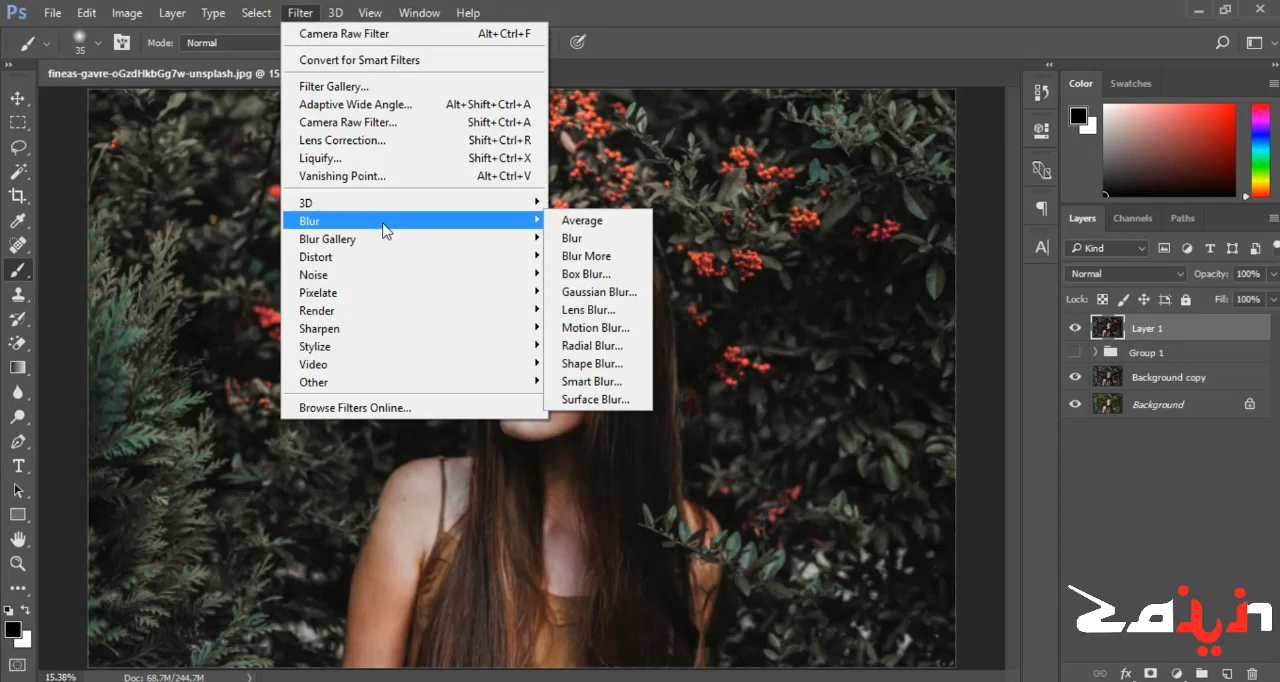 Ps File Edit Image Layer Type Select Filter 3D View Window Help
35 Mode: Normal
fineas-gavre-oGzdHkbGg7w-unsplash.jpg @ 15
Camera Raw Filter Alt+Ctrl+F
Convert for Smart Filters
Filter Gallery...
Adaptive Wide Angle... Alt+Shift+Ctrl+A
Camera Raw Filter... Shift+Ctrl+A
Lens Correction... Shift+Ctrl+R
Liquify... Shift+Ctrl+X
Vanishing Point... Alt+Ctrl+V
3D
Blur
Blur Gallery
Distort
Noise
Pixelate
Render
Sharpen
Stylize
Video
Other
Browse Filters Online...
Average
Blur
Blur More
Box Blur...
Gaussian Blur...
Lens Blur...
Motion Blur...
Radial Blur...
Shape Blur...
Smart Blur...
Surface Blur...
Color Swatches
Layers Channels Paths
Kind
Normal Opacity: 100%
Lock: Fill: 100%
Layer 1
Group 1
Background copy
Background
15.38% Doc: 68.7M/244.7M